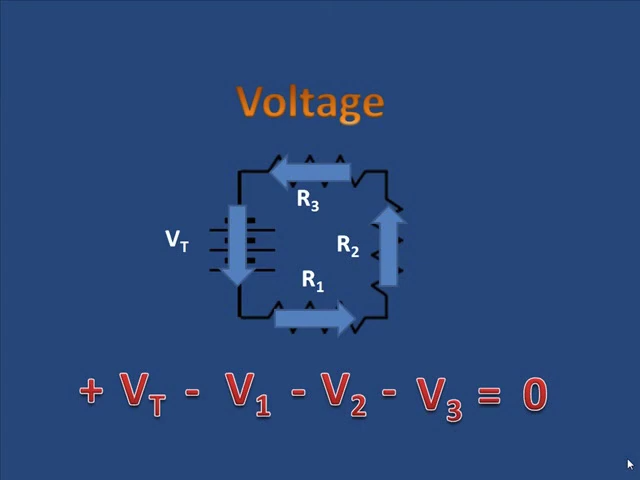 Voltage
R3
VT
R2
R1
+ VT - V1 - V2 - V3 = 0